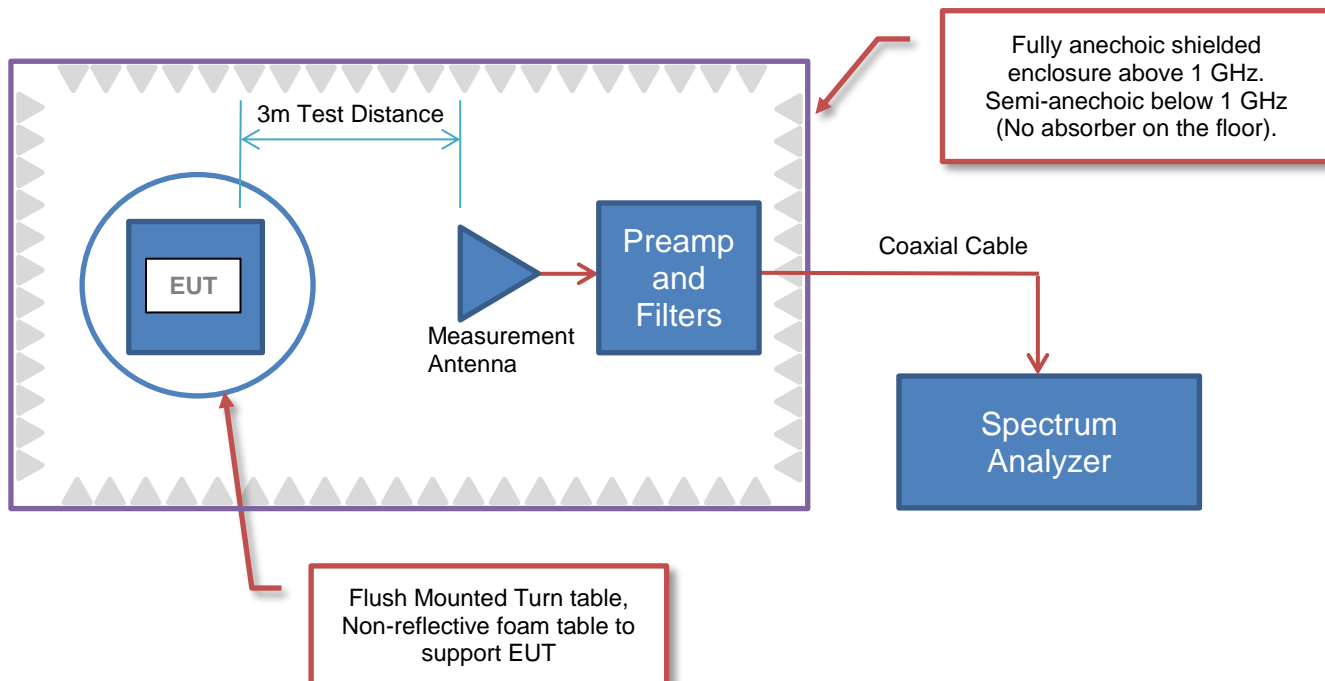 Fully anechoic shielded
enclosure above 1 GHz.
Semi-anechoic below 1 GHz
(No absorber on the floor).
3m Test Distance
EUT
Measurement
Antenna
Preamp
and
Filters
Coaxial Cable
Spectrum
Analyzer
Flush Mounted Turn table,
Non-reflective foam table to
support EUT